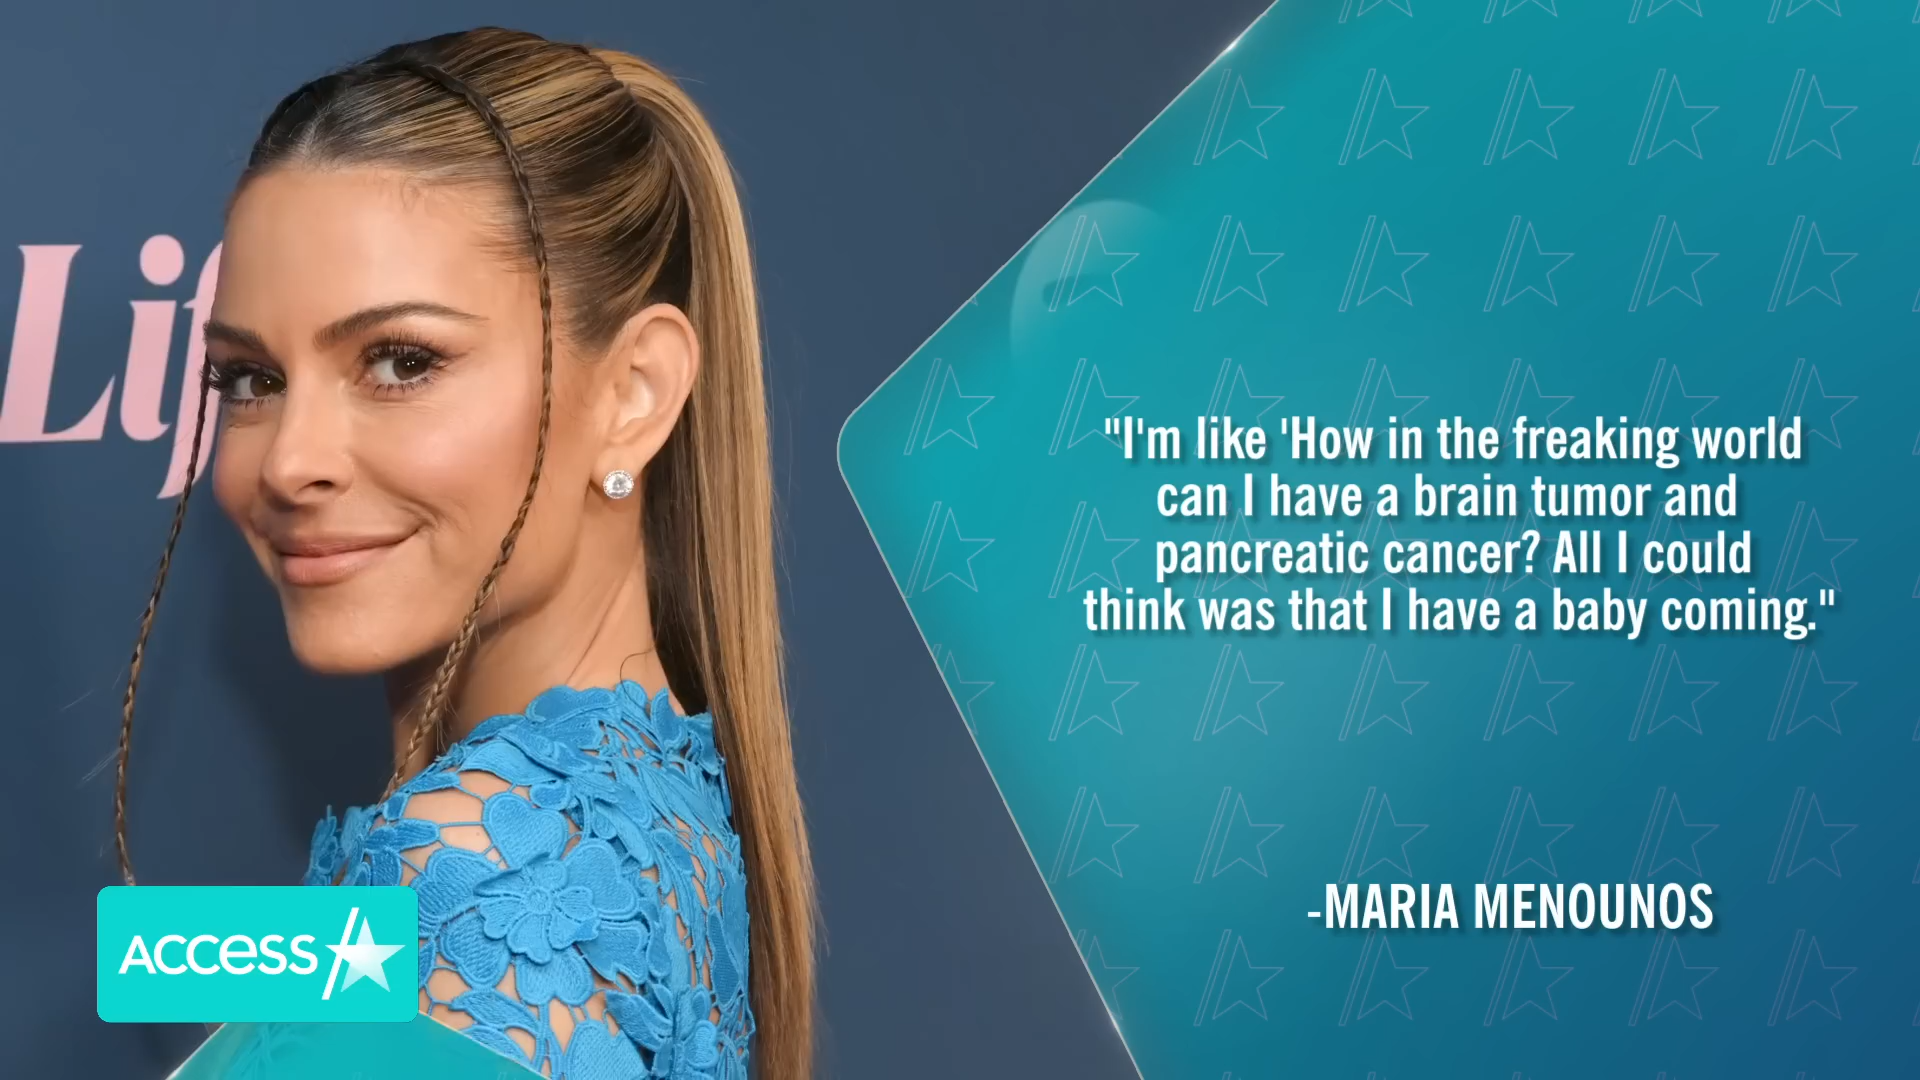 Lif
"I'm like 'How in the freaking world
can I have a brain tumor and
pancreatic cancer? All I could
think was that I have a baby coming."
-MARIA MENOUNOS
ACCESS